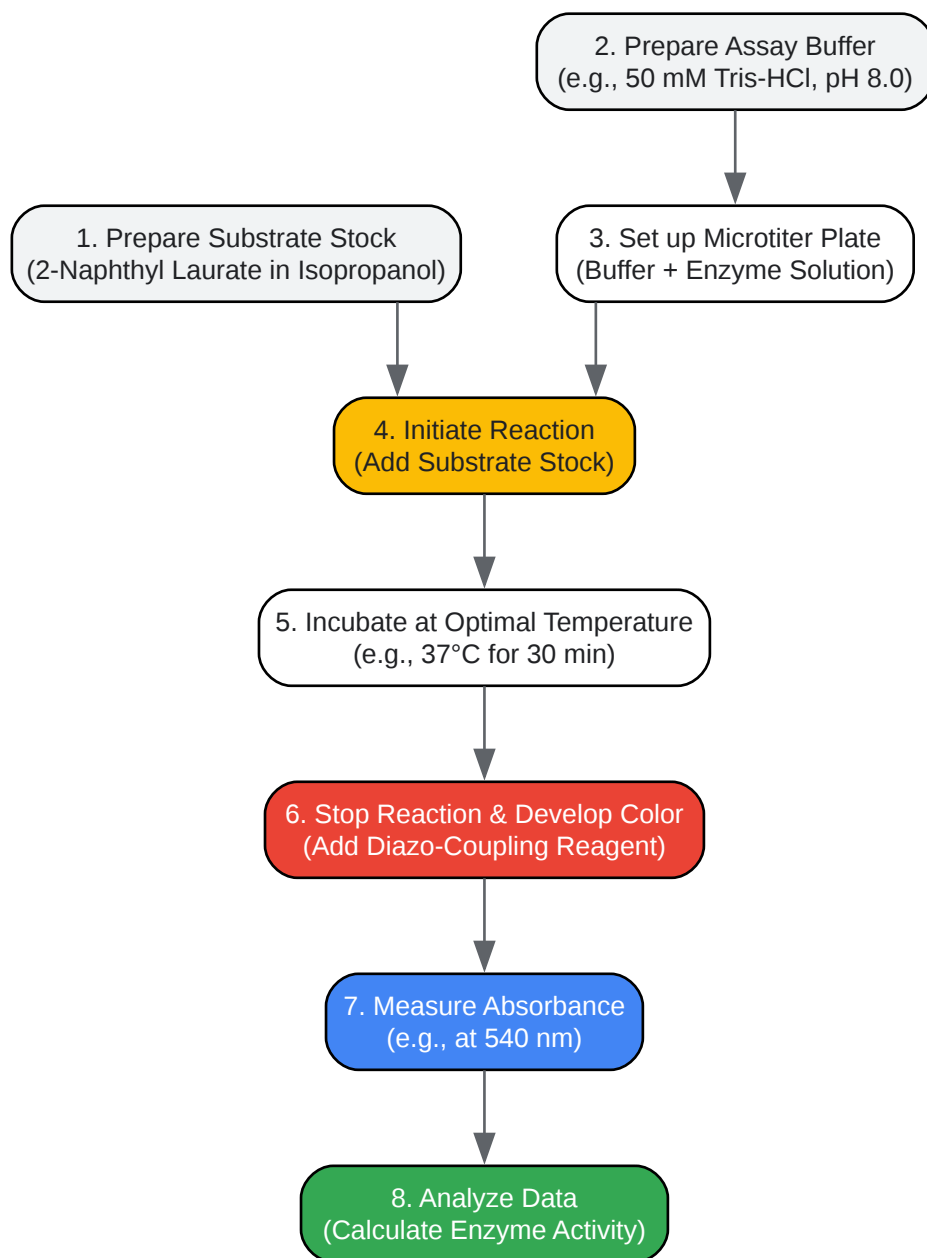 2. Prepare Assay Buffer
(e.g., 50 mM Tris-HCl, pH 8.0)
1. Prepare Substrate Stock
(2-Naphthyl Laurate in Isopropanol)
3. Set up Microtiter Plate
(Buffer + Enzyme Solution)
4. Initiate Reaction
(Add Substrate Stock)
5. Incubate at Optimal Temperature
(e.g., 37°C for 30 min)
6. Stop Reaction & Develop Color
(Add Diazo-Coupling Reagent)
7. Measure Absorbance
(e.g., at 540 nm)
8. Analyze Data
(Calculate Enzyme Activity)